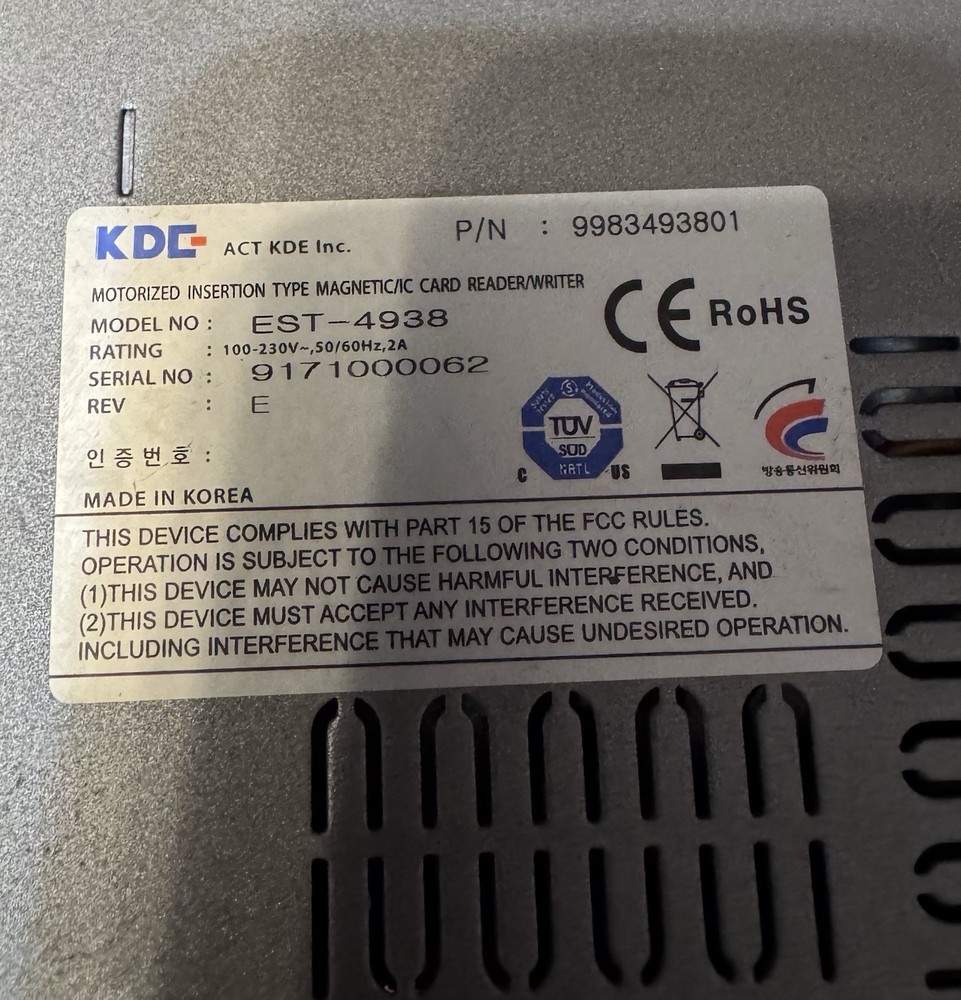 KDE ACT KDE Inc. P/N : 9983493801
MOTORIZED INSERTION TYPE MAGNETIC/IC CARD READER/WRITER
MODEL NO : EST-4938
RATING : 100-230V~,50/60Hz,2A
SERIAL NO : 9171000062
REV : E
인증번호 :
MADE IN KOREA
CE RoHS
TÜV
SÜD
NRTL
C US
방송통신위원회
THIS DEVICE COMPLIES WITH PART 15 OF THE FCC RULES.
OPERATION IS SUBJECT TO THE FOLLOWING TWO CONDITIONS,
(1)THIS DEVICE MAY NOT CAUSE HARMFUL INTERFERENCE, AND
(2)THIS DEVICE MUST ACCEPT ANY INTERFERENCE RECEIVED.
INCLUDING INTERFERENCE THAT MAY CAUSE UNDESIRED OPERATION.